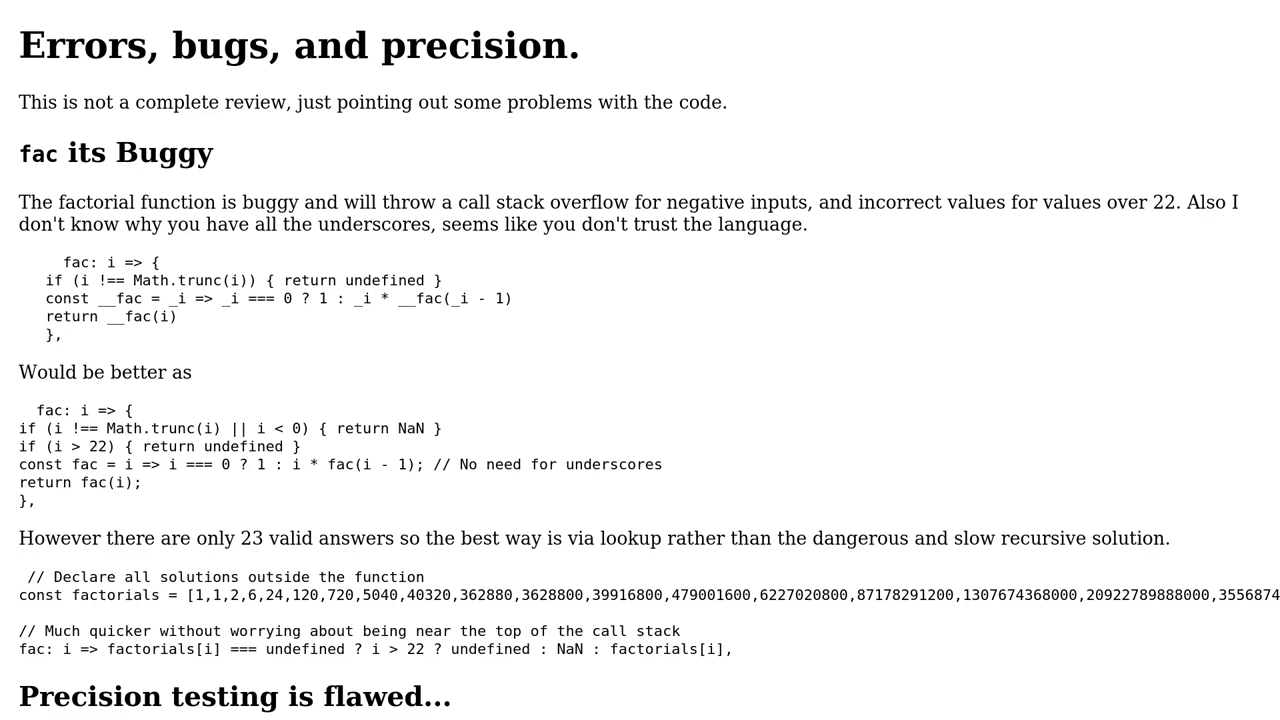 Errors, bugs, and precision.
This is not a complete review, just pointing out some problems with the code.
fac its Buggy
The factorial function is buggy and will throw a call stack overflow for negative inputs, and incorrect values for values over 22. Also I
don't know why you have all the underscores, seems like you don't trust the language.
fac: i => {
if (i !== Math.trunc(i)) { return undefined }
const __fac = _i => _i === 0 ? 1 : _i * __fac(_i - 1)
return __fac(i)
},
Would be better as
fac: i => {
if (i !== Math.trunc(i) || i < 0) { return NaN }
if (i > 22) { return undefined }
const fac = i => i === 0 ? 1 : i * fac(i - 1); // No need for underscores
return fac(i);
},
However there are only 23 valid answers so the best way is via lookup rather than the dangerous and slow recursive solution.
// Declare all solutions outside the function
const factorials = [1,1,2,6,24,120,720,5040,40320,362880,3628800,39916800,479001600,6227020800,87178291200,1307674368000,20922789888000,3556874
// Much quicker without worrying about being near the top of the call stack
fac: i => factorials[i] === undefined ? i > 22 ? undefined : NaN : factorials[i],
Precision testing is flawed...